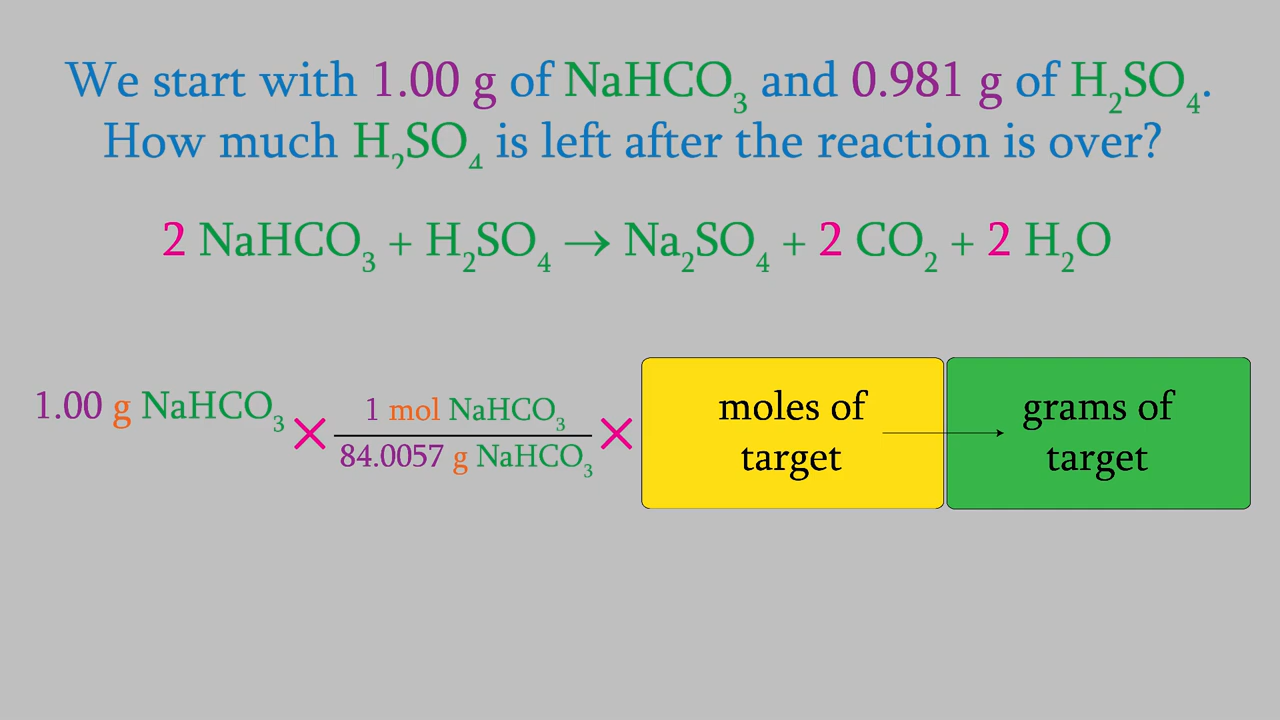 We start with 1.00 g of NaHCO₃ and 0.981 g of H₂SO₄.
How much H₂SO₄ is left after the reaction is over?
2 NaHCO₃ + H₂SO₄ → Na₂SO₄ + 2 CO₂ + 2 H₂O
1.00 g NaHCO₃ × 1 mol NaHCO₃ ×
84.0057 g NaHCO₃
moles of
target
grams of
target